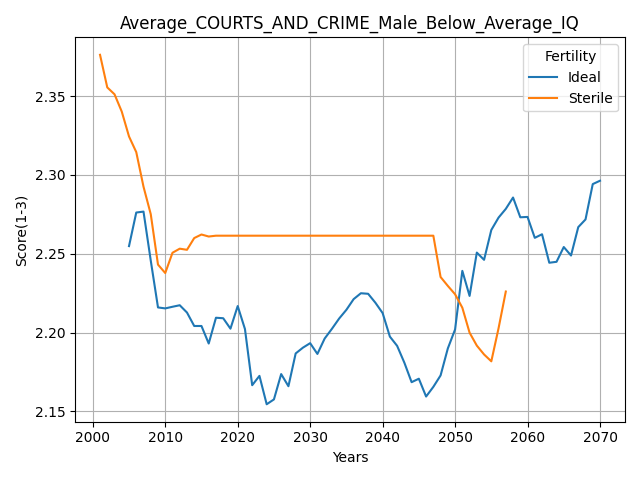 Average_COURTS_AND_CRIME_Male_Below_Average_IQ
Fertility
Ideal
Sterile
Score(1-3)
2.35
2.30
2.25
2.20
2.15
2000 2010 2020 2030 2040 2050 2060 2070
Years